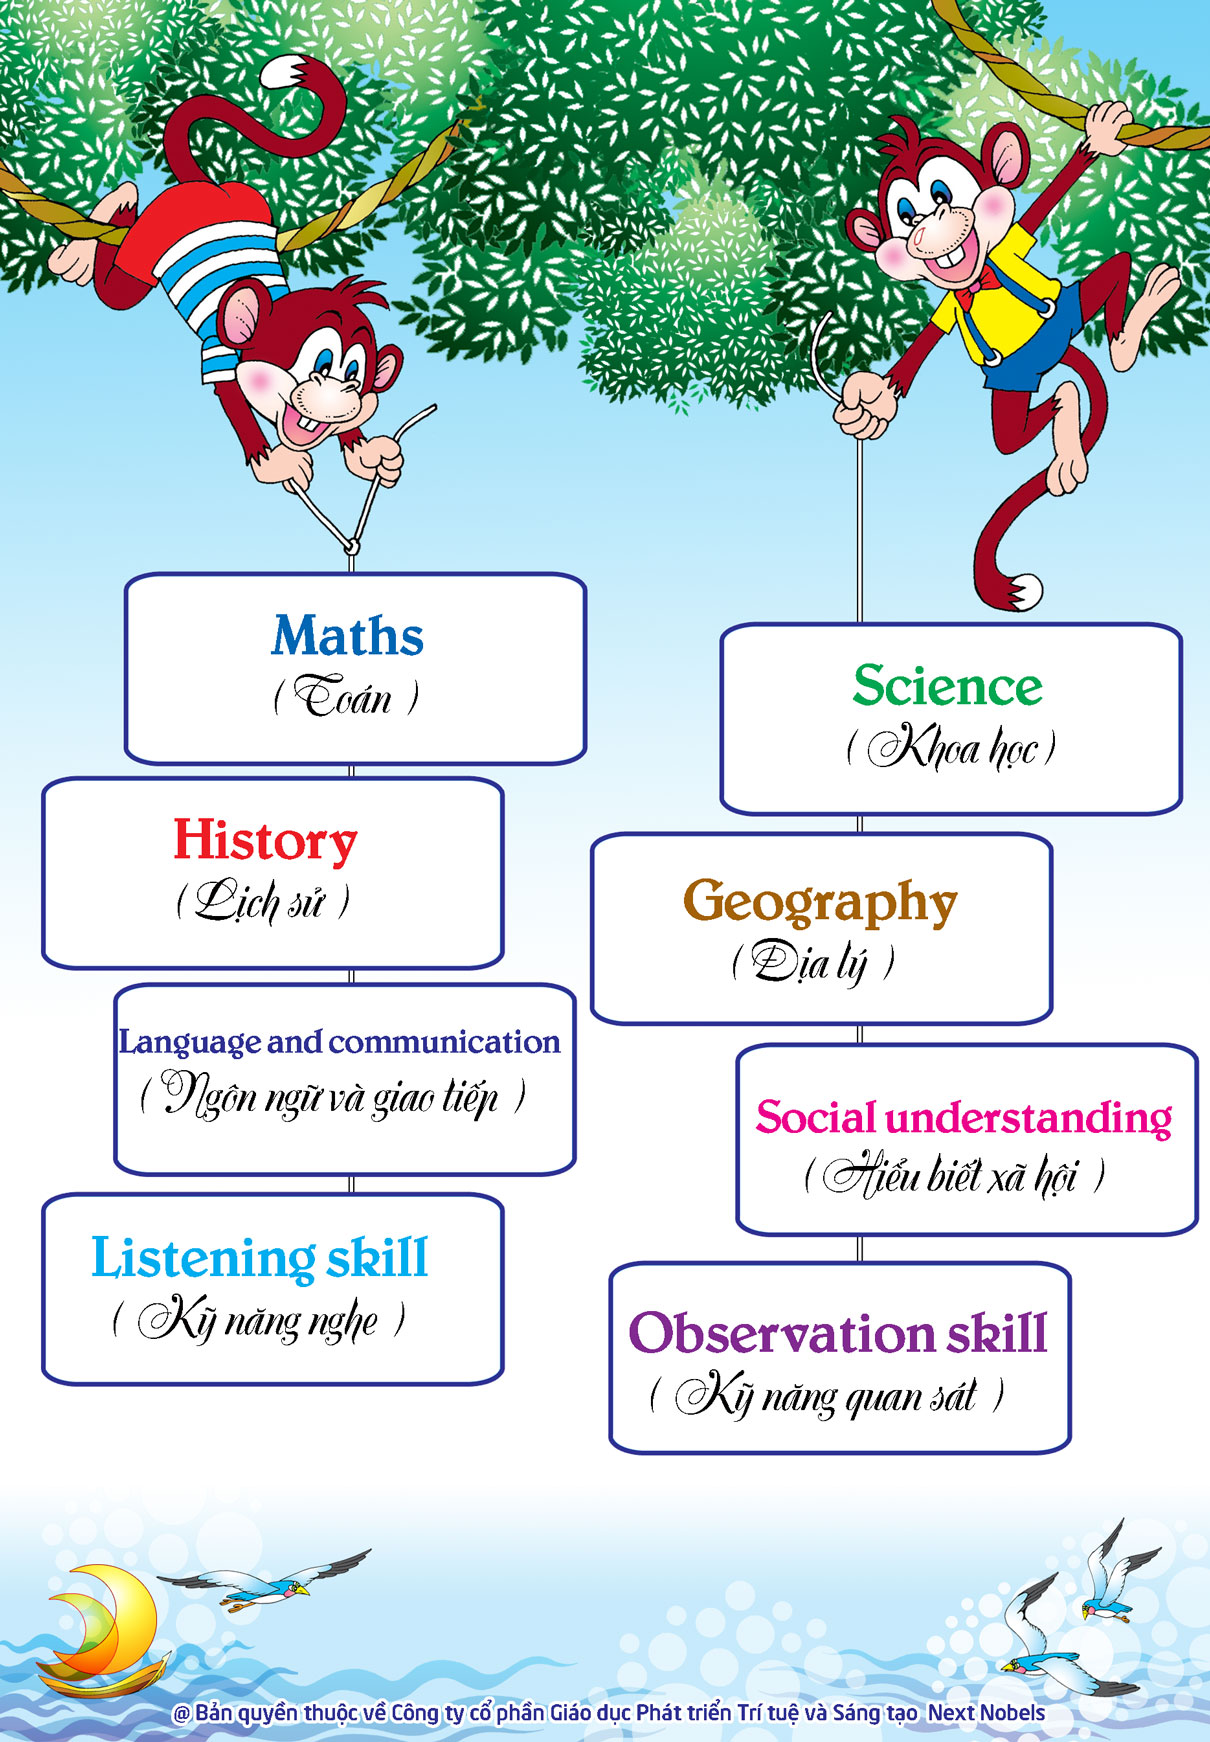 Maths
( Toán )
History
( Lịch sử )
Language and communication
( Ngôn ngữ và giao tiếp )
Listening skill
( Kỹ năng nghe )
Science
( Khoa học )
Geography
( Địa lý )
Social understanding
( Hiểu biết xã hội )
Observation skill
( Kỹ năng quan sát )
@ Bản quyền thuộc về Công ty cổ phần Giáo dục Phát triển Trí tuệ và Sáng tạo Next Nobels